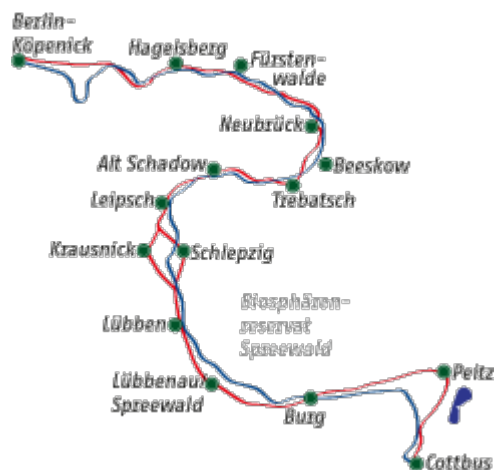 Berlin-
Köpenick
Hagelsberg
Fürsten-
walde
Neubrück
Alt Schadow
Beeskow
Leipsch
Trebatsch
Krausnick
Schlepzig
Biosphären-
reservat
Spreewald
Lübben
Lübbenau/
Spreewald
Burg
Peitz
Cottbus